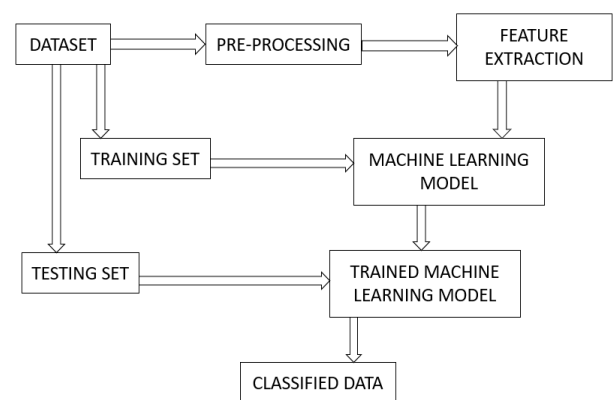 DATASET
PRE-PROCESSING
FEATURE
EXTRACTION
TRAINING SET
MACHINE LEARNING
MODEL
TESTING SET
TRAINED MACHINE
LEARNING MODEL
CLASSIFIED DATA